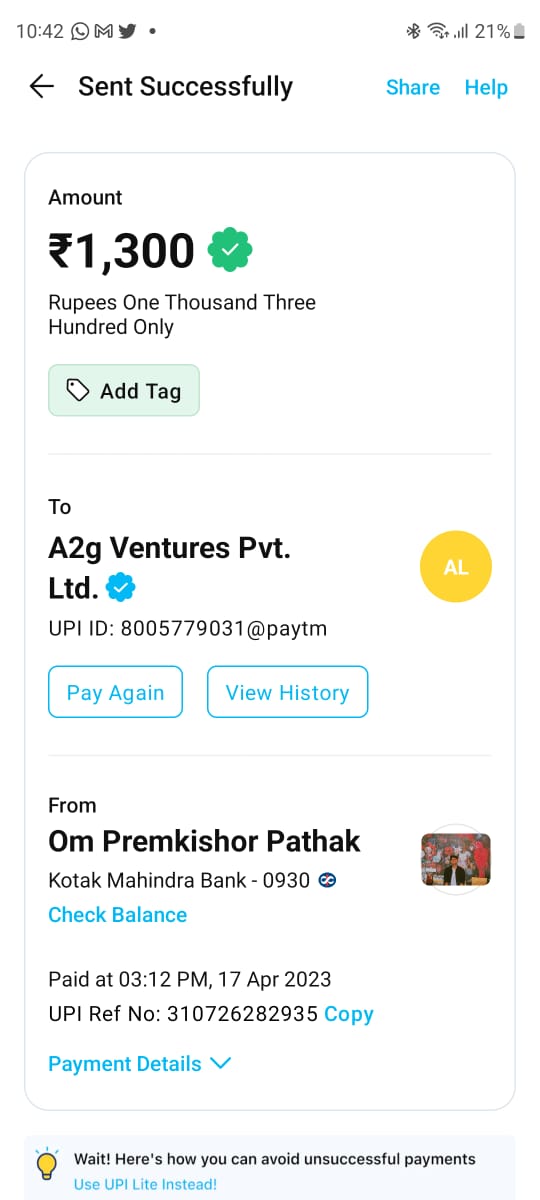 10:42 21%
Sent Successfully Share Help
Amount
₹1,300
Rupees One Thousand Three
Hundred Only
Add Tag
To
A2g Ventures Pvt.
Ltd.
AL
UPI ID: 8005779031@paytm
Pay Again View History
From
Om Premkishor Pathak
Kotak Mahindra Bank - 0930
Check Balance
Paid at 03:12 PM, 17 Apr 2023
UPI Ref No: 310726282935 Copy
Payment Details
Wait! Here's how you can avoid unsuccessful payments
Use UPI Lite Instead!